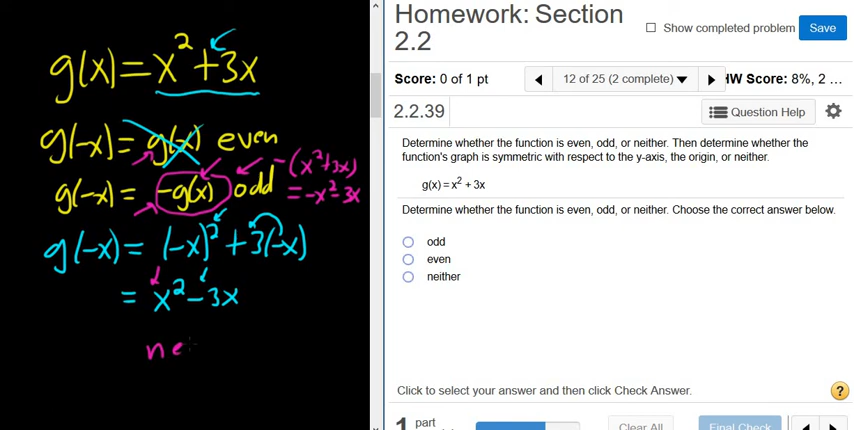 g(x) = x² + 3x
g(-x) = g(x) even
g(-x) = -g(x) odd
-(x²+3x)
= -x² - 3x
g(-x) = (-x)² + 3(-x)
= x² - 3x
ne
Homework: Section 2.2
Show completed problem
Save
Score: 0 of 1 pt
12 of 25 (2 complete)
HW Score: 8%, 2 ...
2.2.39
Question Help
Determine whether the function is even, odd, or neither. Then determine whether the
function's graph is symmetric with respect to the y-axis, the origin, or neither.
g(x) = x² + 3x
Determine whether the function is even, odd, or neither. Choose the correct answer below.
odd
even
neither
Click to select your answer and then click Check Answer.
?
1 part
Clear All
Final Check